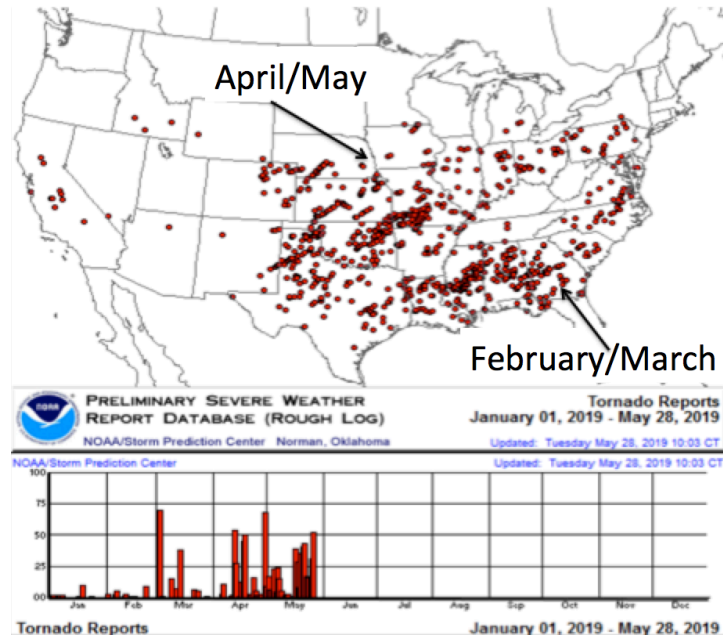 April/May
February/March
NOAA
PRELIMINARY SEVERE WEATHER
REPORT DATABASE (ROUGH LOG)
NOAA/Storm Prediction Center Norman, Oklahoma
Tornado Reports
January 01, 2019 - May 28, 2019
Updated: Tuesday May 28, 2019 10:03 CT
NOAA/Storm Prediction Center
Updated: Tuesday May 28, 2019 10:03 CT
100
75
50
25
00
Jan Feb Mar Apr May Jun Jul Aug Sep Oct Nov Dec
Tornado Reports
January 01, 2019 - May 28, 2019